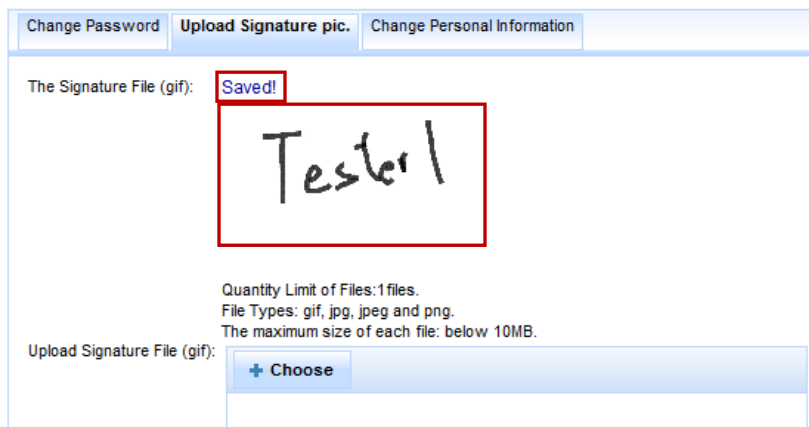 Change Password Upload Signature pic. Change Personal Information
The Signature File (gif): Saved!
Tester1
Quantity Limit of Files:1files.
File Types: gif, jpg, jpeg and png.
The maximum size of each file: below 10MB.
Upload Signature File (gif):
+ Choose